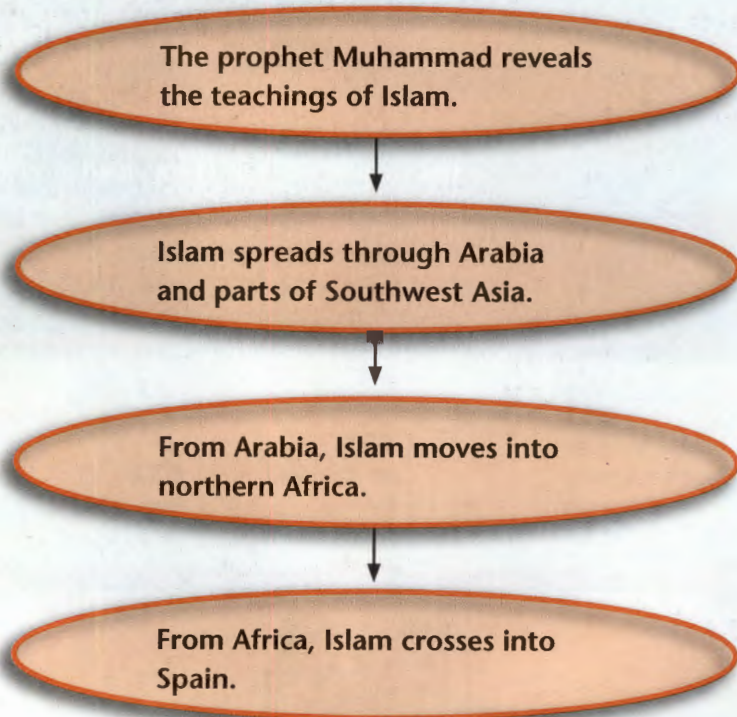 The prophet Muhammad reveals
the teachings of Islam.
Islam spreads through Arabia
and parts of Southwest Asia.
From Arabia, Islam moves into
northern Africa.
From Africa, Islam crosses into
Spain.